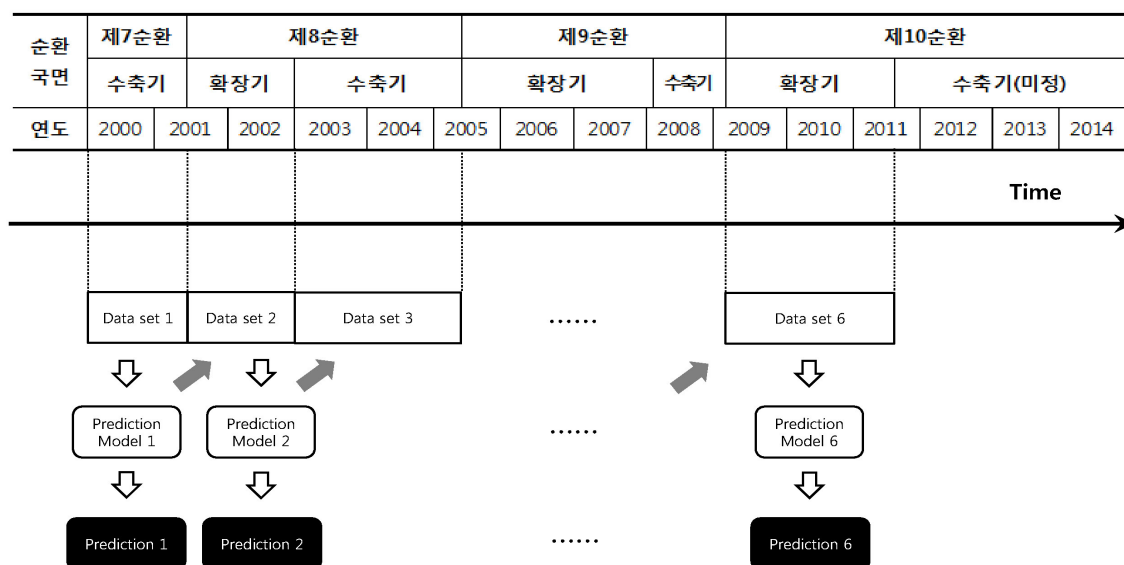 순환
국면
제7순환 제8순환 제9순환 제10순환
수축기 확장기 수축기 확장기 수축기 확장기 수축기(미정)
연도 2000 2001 2002 2003 2004 2005 2006 2007 2008 2009 2010 2011 2012 2013 2014
Time
Data set 1 Data set 2 Data set 3 …… Data set 6
Prediction
Model 1
Prediction
Model 2
……
Prediction
Model 6
Prediction 1 Prediction 2 …… Prediction 6